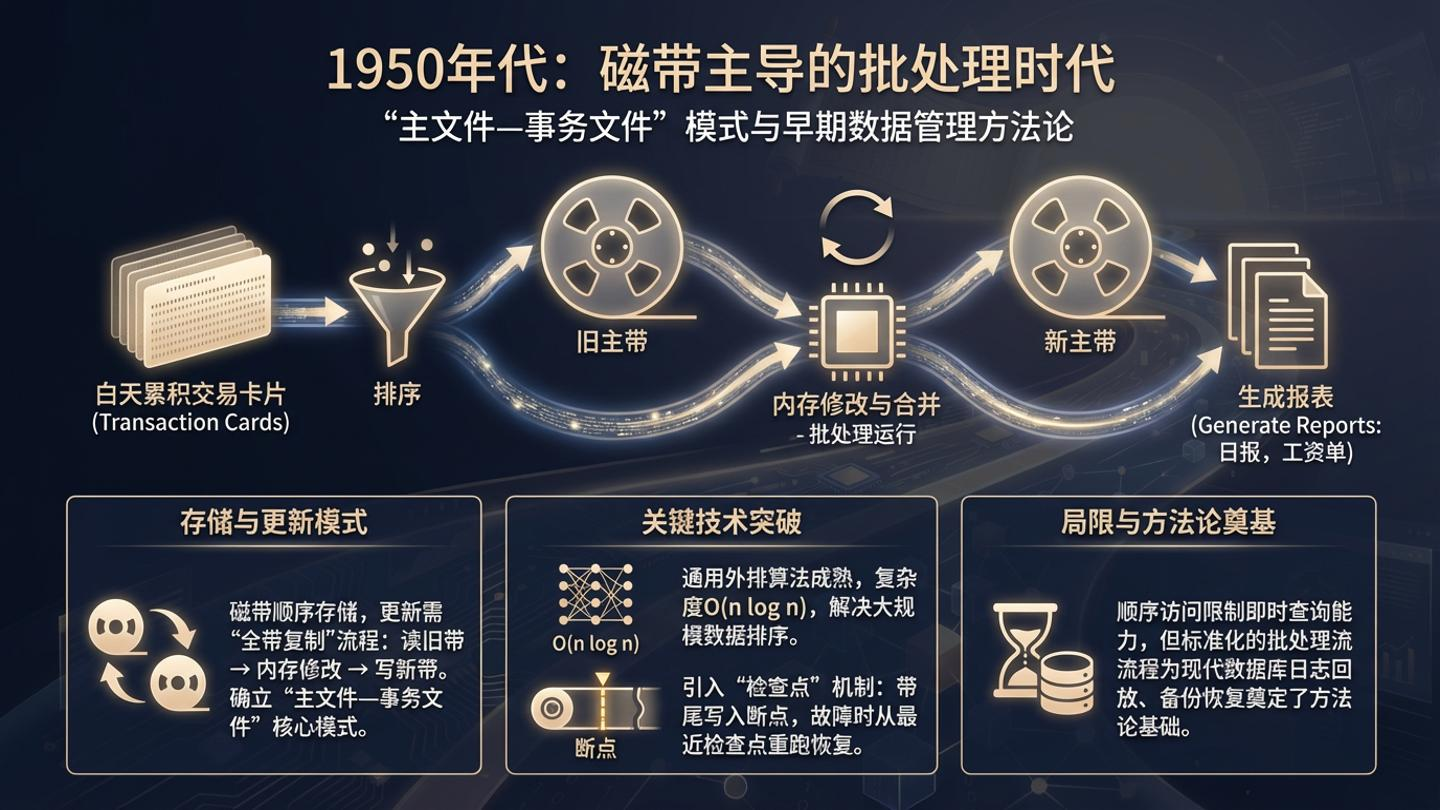 1950年代：磁带主导的批处理时代
“主文件—事务文件”模式与早期数据管理方法论
白天累积交易卡片
(Transaction Cards)
排序
旧主带
内存修改与合并
- 批处理运行
新主带
生成报表
(Generate Reports:
日报，工资单)
存储与更新模式
磁带顺序存储，更新需
“全带复制”流程：读旧带
→ 内存修改 → 写新带。
确立“主文件—事务文
件”核心模式。
关键技术突破
O(n log n)
通用外排算法成熟，复杂
度O(n log n)，解决大规
模数据排序。
断点
引入“检查点”机制：带
尾写入断点，故障时从最
近检查点重跑恢复。
局限与方法论奠基
顺序访问限制即时查询能
力，但标准化的批处理流
流程为现代数据库日志回
放、备份恢复奠定了方法
论基础。